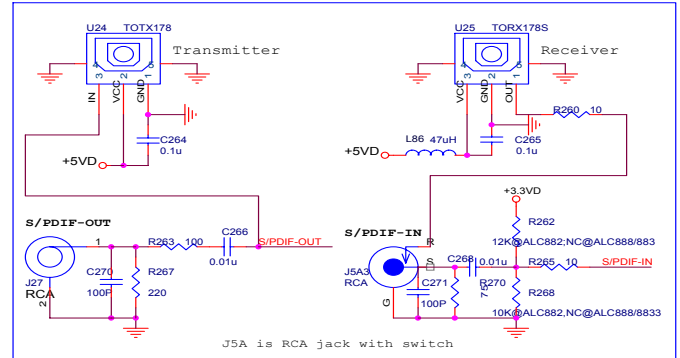 U24 TOTX178
Transmitter
4 5
3 2 1
IN VCC GND
C264
0.1u
+5VD
S/PDIF-OUT
1
R263 100
C266
0.01u
S/PDIF-OUT
J27
RCA
2
C270
100P
R267
220
U25 TORX178S
Receiver
4 5
3 2 1
VCC GND OUT
R260 10
L86 47uH
+5VD
C265
0.1u
+3.3VD
S/PDIF-IN
R
S
G
J5A3
RCA
C268 0.01u
C271
100P
R270
75
R262
12K@ALC882;NC@ALC888/883
R265 10
S/PDIF-IN
R268
10K@ALC882,NC@ALC888/8833
J5A is RCA jack with switch